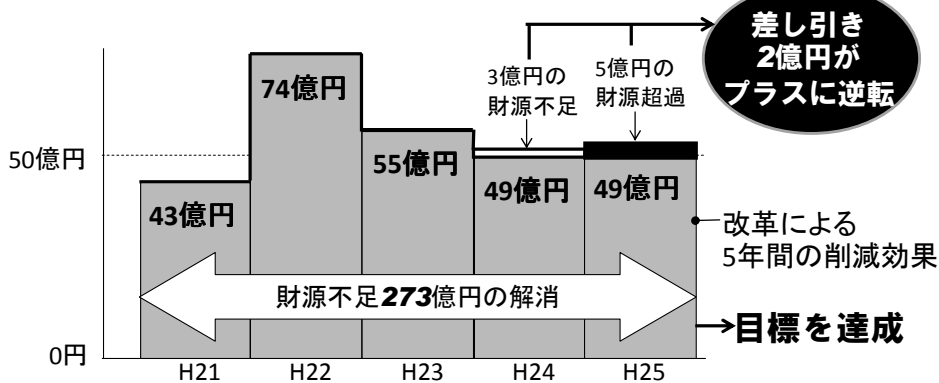 差し引き
2億円が
プラスに逆転
3億円の
財源不足
5億円の
財源超過
74億円
50億円
55億円
43億円
49億円
49億円
改革による
5年間の削減効果
財源不足273億円の解消
目標を達成
0円
H21
H22
H23
H24
H25